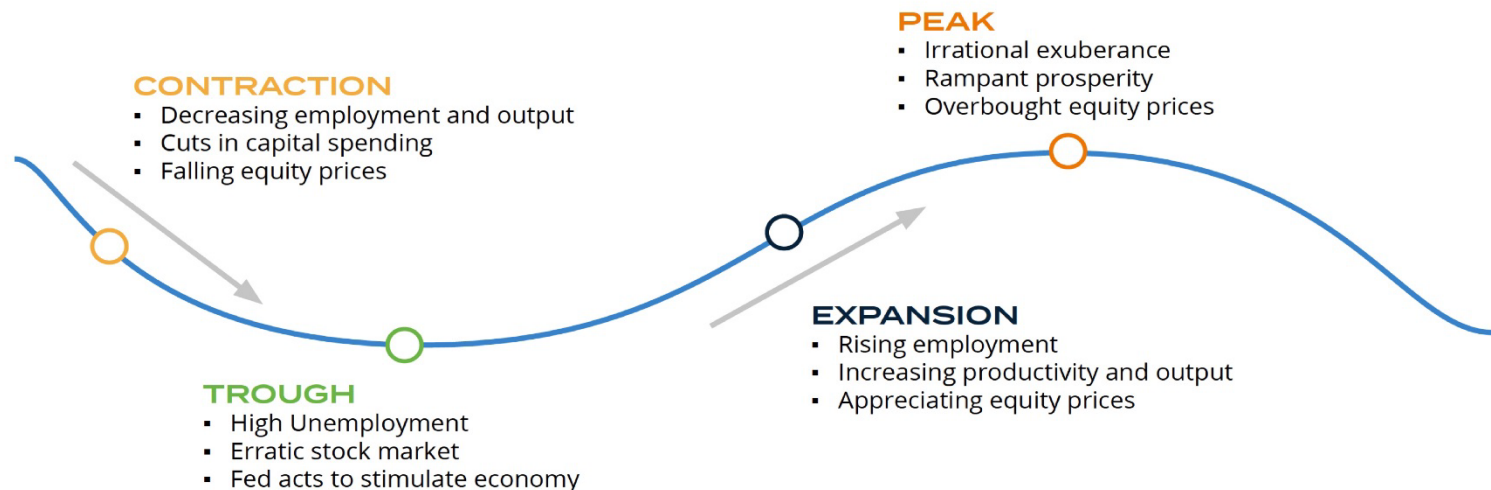 CONTRACTION
▪ Decreasing employment and output
▪ Cuts in capital spending
▪ Falling equity prices
TROUGH
▪ High Unemployment
▪ Erratic stock market
▪ Fed acts to stimulate economy
EXPANSION
▪ Rising employment
▪ Increasing productivity and output
▪ Appreciating equity prices
PEAK
▪ Irrational exuberance
▪ Rampant prosperity
▪ Overbought equity prices